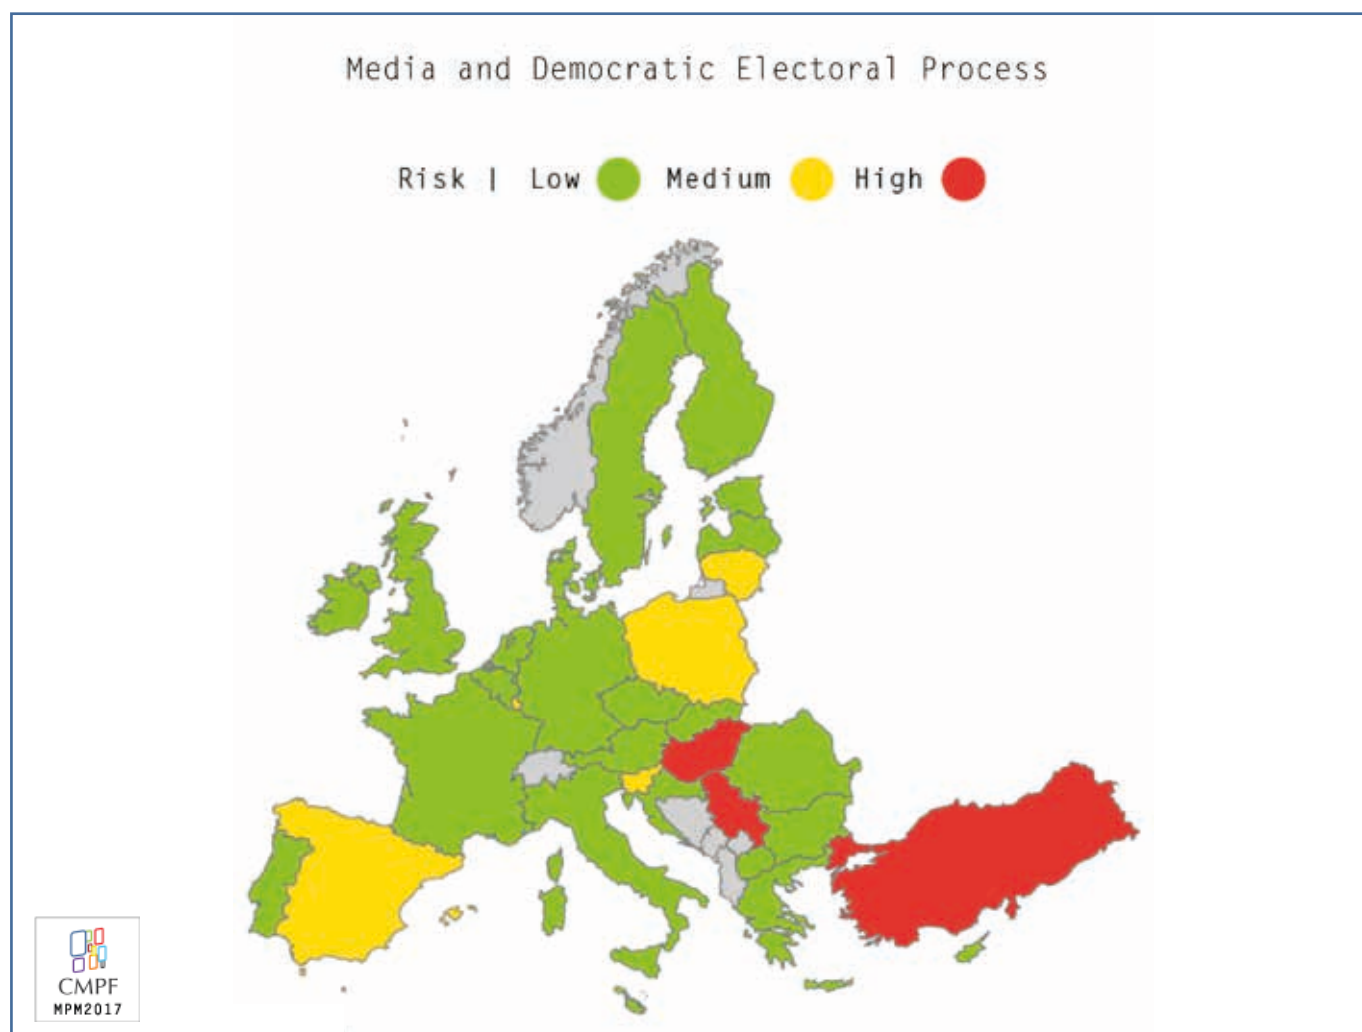 Media and Democratic Electoral Process
Risk | Low Medium High
CMPF
MPM2017